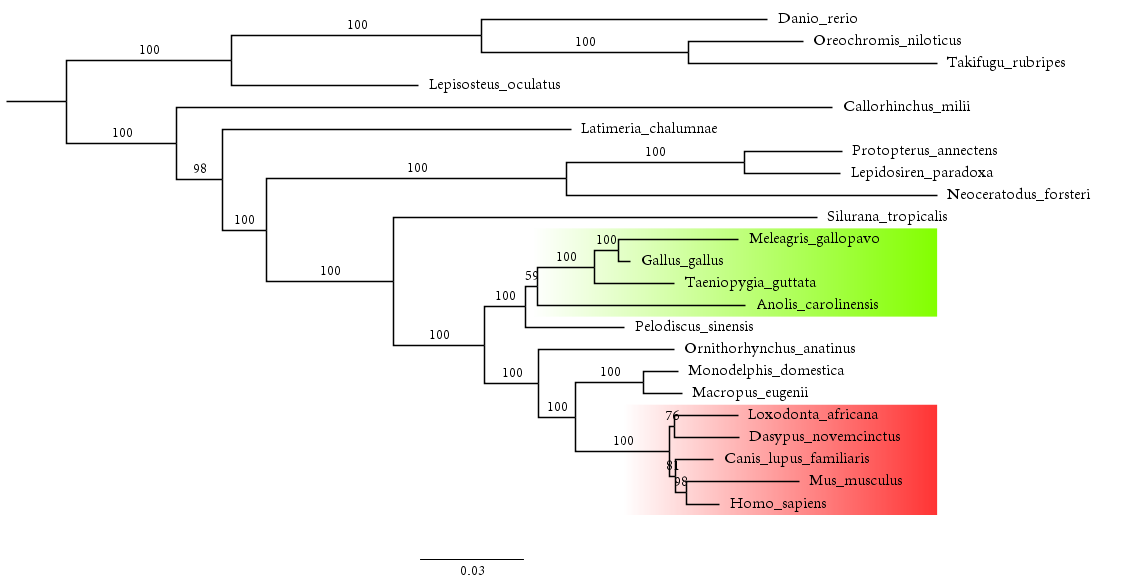 Danio_rerio
100
Oreochromis_niloticus
100
100
Takifugu_rubripes
Lepisosteus_oculatus
Callorhinchus_milii
100
Latimeria_chalumnae
Protopterus_annectens
100
98
100
Lepidosiren_paradoxa
Neoceratodus_forsteri
100
Silurana_tropicalis
Meleagris_gallopavo
100
100
Gallus_gallus
59
Taeniopygia_guttata
100
100
Anolis_carolinensis
Pelodiscus_sinensis
100
Ornithorhynchus_anatinus
100
100
Monodelphis_domestica
Macropus_eugenii
100
76
Loxodonta_africana
100
Dasypus_novemcinctus
81
Canis_lupus_familiaris
98
Mus_musculus
Homo_sapiens
0.03